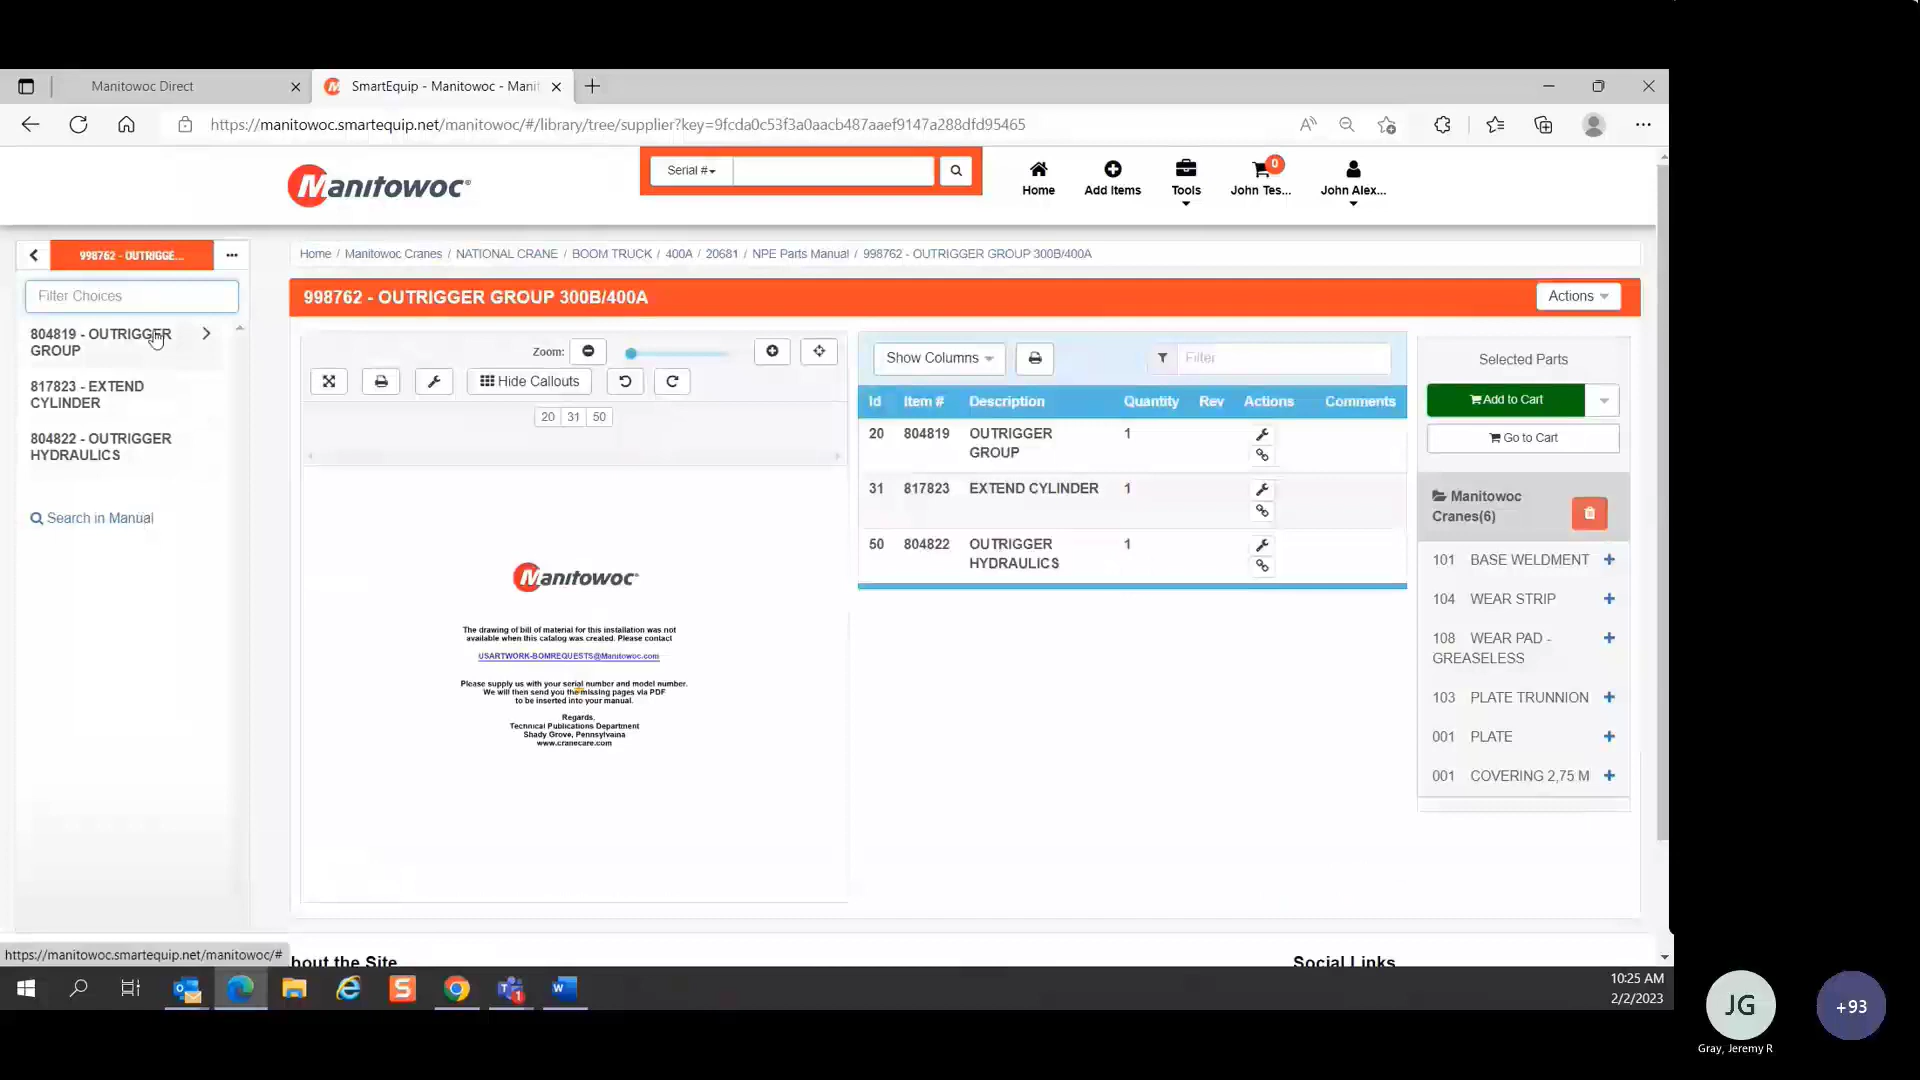 Manitowoc Direct
SmartEquip - Manitowoc - Mani
https://manitowoc.smartequip.net/manitowoc/#/library/tree/supplier?key=9fcda0c53f3a0aacb487aaef9147a288dfd95465
Manitowoc®
Serial #
Home
Add Items
Tools
0
John Tes...
John Alex...
998762 - OUTRIGGE...
Filter Choices
804819 - OUTRIGGER
GROUP
817823 - EXTEND
CYLINDER
804822 - OUTRIGGER
HYDRAULICS
Search in Manual
Home / Manitowoc Cranes / NATIONAL CRANE / BOOM TRUCK / 400A / 20681 / NPE Parts Manual / 998762 - OUTRIGGER GROUP 300B/400A
998762 - OUTRIGGER GROUP 300B/400A
Actions
Zoom:
Hide Callouts
20 31 50
Manitowoc
The drawing of bill of material for this installation was not
available when this catalog was created. Please contact
USARTWORK-BOMREQUESTS@Manitowoc.com
Please supply us with your serial number and model number.
We will then send you the missing pages via PDF
to be inserted into your manual.
Regards,
Technical Publications Department
Shady Grove, Pennsylvaina
www.cranecare.com
Show Columns
Filter
Id Item # Description Quantity Rev Actions Comments
20 804819 OUTRIGGER
GROUP 1
31 817823 EXTEND CYLINDER 1
50 804822 OUTRIGGER
HYDRAULICS 1
Selected Parts
Add to Cart
Go to Cart
Manitowoc
Cranes(6)
101 BASE WELDMENT
104 WEAR STRIP
108 WEAR PAD -
GREASELESS
103 PLATE TRUNNION
001 PLATE
001 COVERING 2,75 M
https://manitowoc.smartequip.net/manitowoc/#
bout the Site
Social Links
10:25 AM
2/2/2023
JG
+93
Gray, Jeremy R